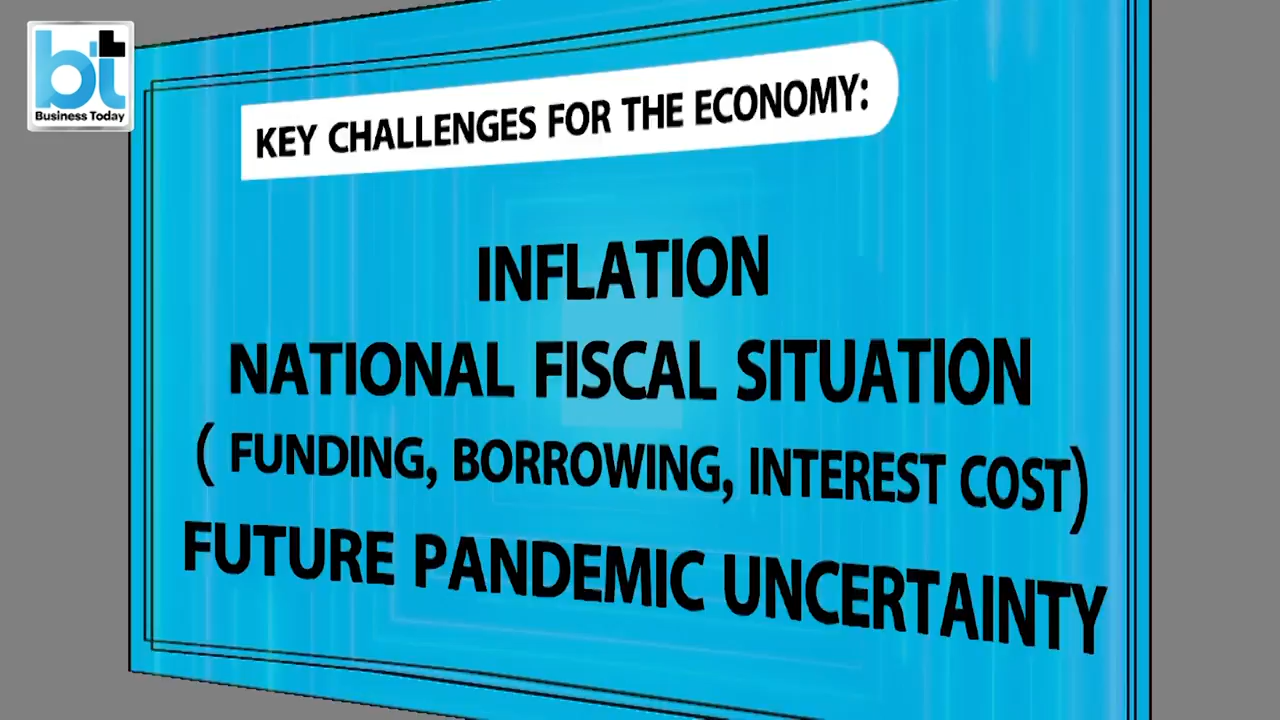 bt
Business Today
KEY CHALLENGES FOR THE ECONOMY:
INFLATION
NATIONAL FISCAL SITUATION
( FUNDING, BORROWING, INTEREST COST)
FUTURE PANDEMIC UNCERTAINTY